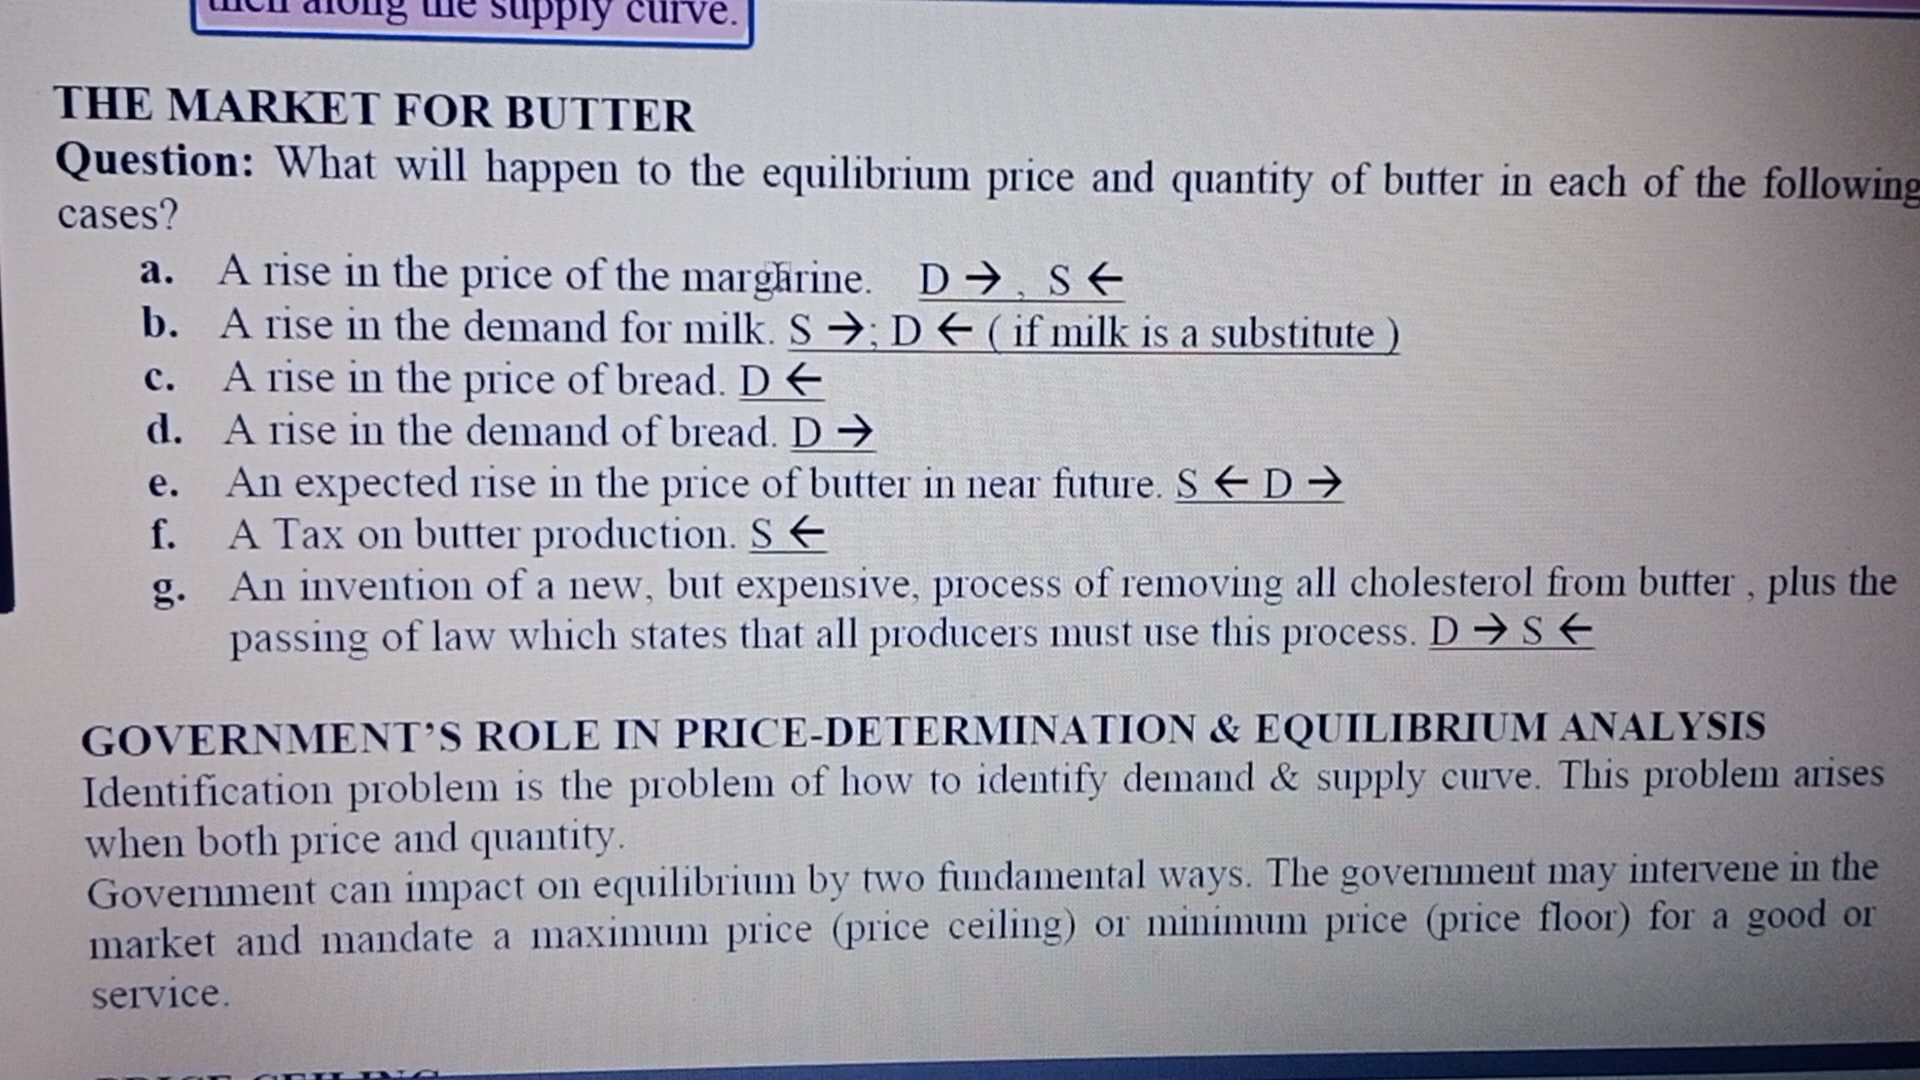 then along the supply curve.
THE MARKET FOR BUTTER
Question: What will happen to the equilibrium price and quantity of butter in each of the following
cases?
a. A rise in the price of the margarine. D → , S ←
b. A rise in the demand for milk. S →; D ← ( if milk is a substitute )
c. A rise in the price of bread. D ←
d. A rise in the demand of bread. D →
e. An expected rise in the price of butter in near future. S ← D →
f. A Tax on butter production. S ←
g. An invention of a new, but expensive, process of removing all cholesterol from butter , plus the
passing of law which states that all producers must use this process. D → S ←
GOVERNMENT’S ROLE IN PRICE-DETERMINATION & EQUILIBRIUM ANALYSIS
Identification problem is the problem of how to identify demand & supply curve. This problem arises
when both price and quantity.
Government can impact on equilibrium by two fundamental ways. The government may intervene in the
market and mandate a maximum price (price ceiling) or minimum price (price floor) for a good or
service.